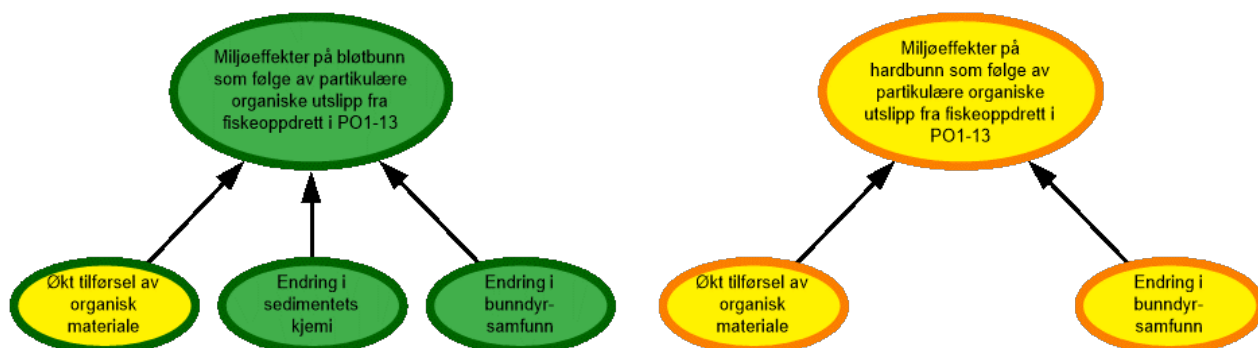 Miljøeffekter på bløtbunn
som følge av partikulære
organiske utslipp fra
fiskeoppdrett i PO1-13
Økt tilførsel av
organisk
materiale
Endring i
sedimentets
kjemi
Endring i
bunndyr-
samfunn
Miljøeffekter på
hardbunn som følge av
partikulære organiske
utslipp fra fiskeoppdrett i
PO1-13
Økt tilførsel av
organisk
materiale
Endring i
bunndyr-
samfunn